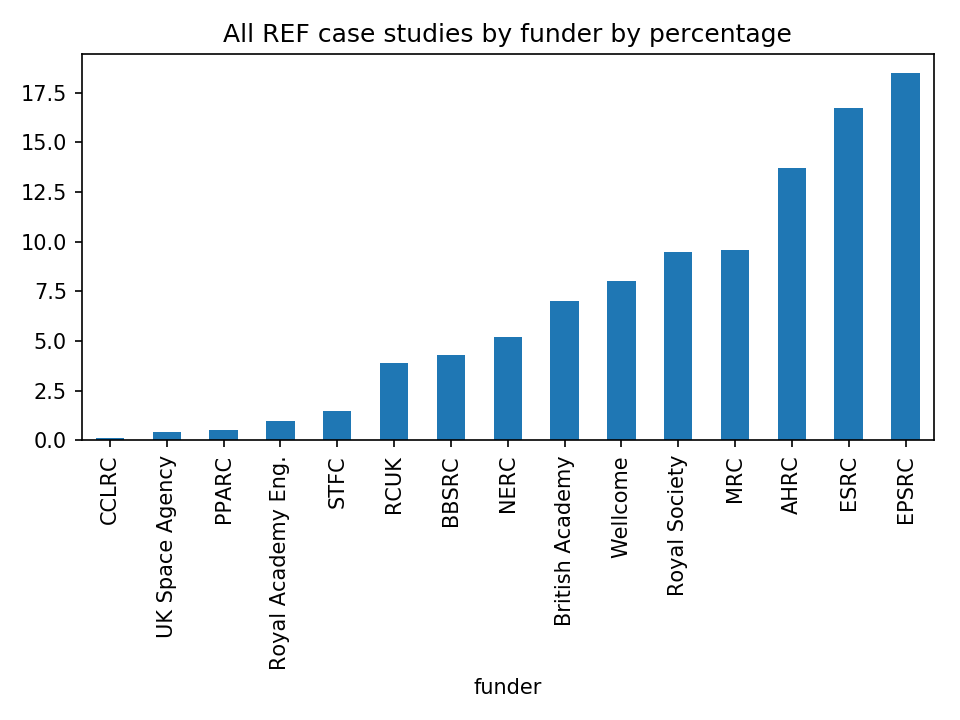 All REF case studies by funder by percentage
17.5
15.0
12.5
10.0
7.5
5.0
2.5
0.0
CCLRC
UK Space Agency
PPARC
Royal Academy Eng.
STFC
RCUK
BBSRC
NERC
British Academy
Wellcome
Royal Society
MRC
AHRC
ESRC
EPSRC
funder